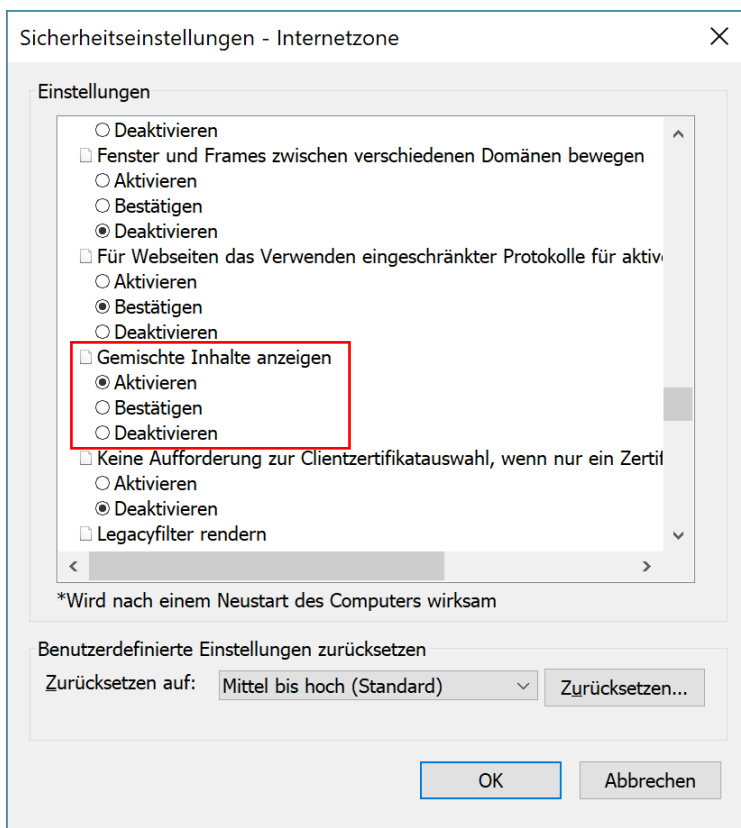 Sicherheitseinstellungen - Internetzone
Einstellungen
Deaktivieren
Fenster und Frames zwischen verschiedenen Domänen bewegen
Aktivieren
Bestätigen
Deaktivieren
Für Webseiten das Verwenden eingeschränkter Protokolle für aktiv
Aktivieren
Bestätigen
Deaktivieren
Gemischte Inhalte anzeigen
Aktivieren
Bestätigen
Deaktivieren
Keine Aufforderung zur Clientzertifikatauswahl, wenn nur ein Zertif
Aktivieren
Deaktivieren
Legacyfilter rendern
*Wird nach einem Neustart des Computers wirksam
Benutzerdefinierte Einstellungen zurücksetzen
Zurücksetzen auf: Mittel bis hoch (Standard) Zurücksetzen...
OK Abbrechen